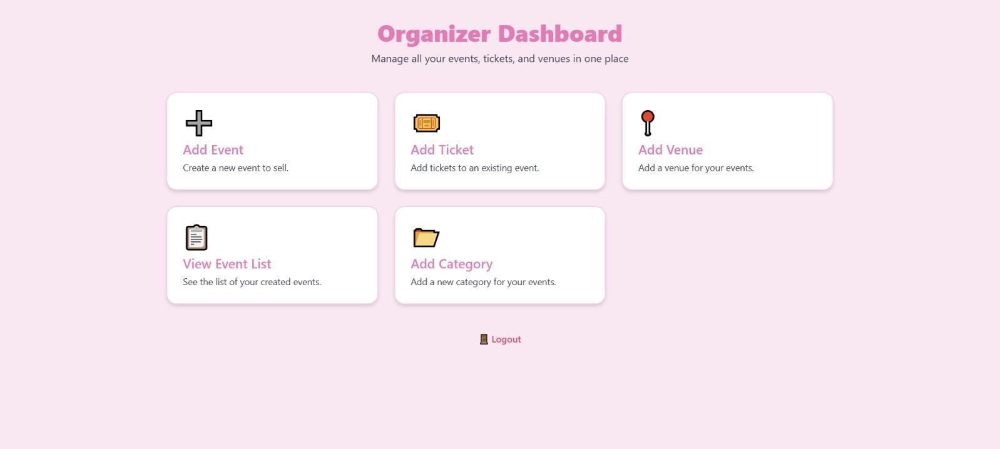 Organizer Dashboard
Manage all your events, tickets, and venues in one place
Add Event
Create a new event to sell.
Add Ticket
Add tickets to an existing event.
Add Venue
Add a venue for your events.
View Event List
See the list of your created events.
Add Category
Add a new category for your events.
Logout